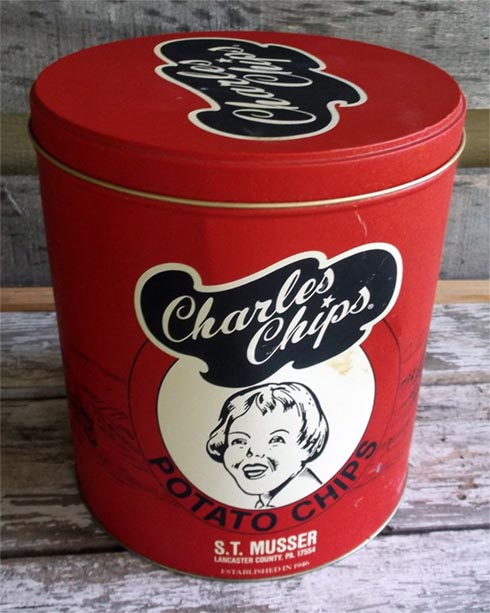 Charles
Chips
Charles
Chips®
POTATO CHIPS
S.T. MUSSER
LANCASTER COUNTY, PA. 17554
ESTABLISHED IN 1946